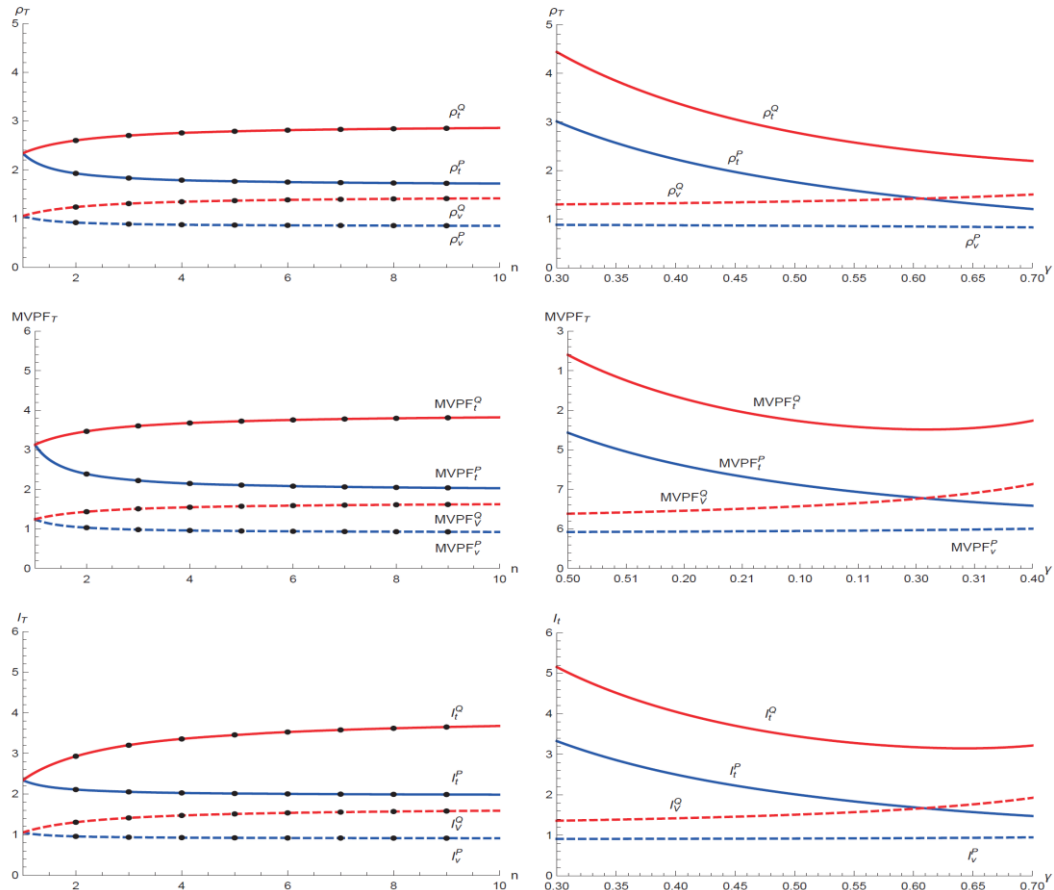 ρT
5
4
3
2
1
0
ρtQ
ρtP
ρvQ
ρvP
2 4 6 8 10 n
ρT
5
4
3
2
1
0
ρtQ
ρtP
ρvQ
ρvP
0.30 0.35 0.40 0.45 0.50 0.55 0.60 0.65 0.70 γ
MVPFT
6
5
4
3
2
1
0
MVPFtQ
MVPFtP
MVPFvQ
MVPFvP
2 4 6 8 10 n
MVPFT
3
1
2
5
7
6
0
MVPFtQ
MVPFtP
MVPFvQ
MVPFvP
0.50 0.51 0.20 0.21 0.10 0.11 0.30 0.31 0.40 γ
IT
6
5
4
3
2
1
0
ItQ
ItP
IvQ
IvP
2 4 6 8 10 n
It
6
5
4
3
2
1
0
ItQ
ItP
IvQ
IvP
0.30 0.35 0.40 0.45 0.50 0.55 0.60 0.65 0.70 γ